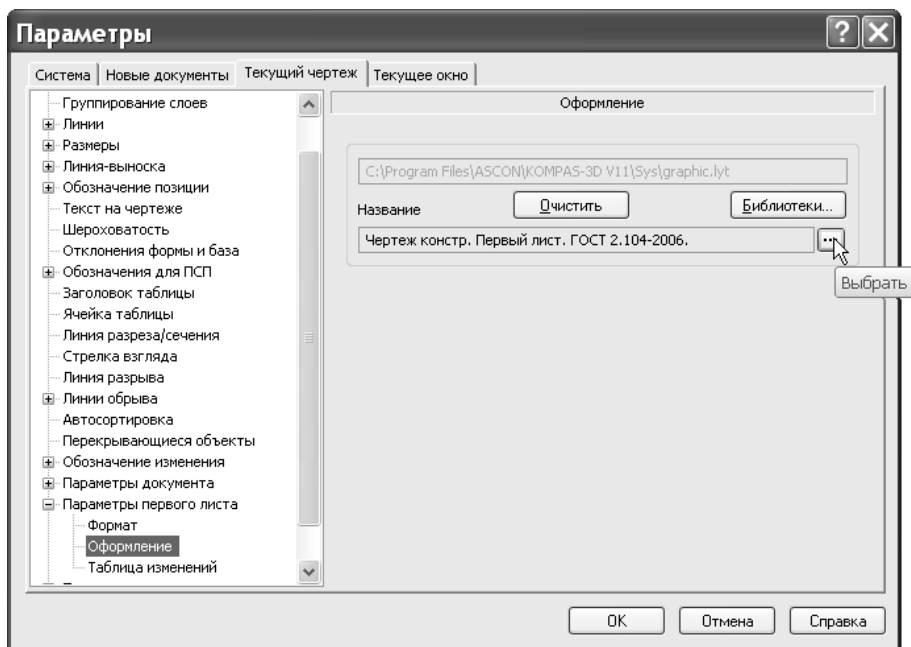 Параметры
Система
Новые документы
Текущий чертеж
Текущее окно
Группирование слоев
Линии
Размеры
Линия-выноска
Обозначение позиции
Текст на чертеже
Шероховатость
Отклонения формы и база
Обозначения для ПСП
Заголовок таблицы
Ячейка таблицы
Линия разреза/сечения
Стрелка взгляда
Линия разрыва
Линии обрыва
Автосортировка
Перекрывающиеся объекты
Обозначение изменения
Параметры документа
Параметры первого листа
Формат
Оформление
Таблица изменений
Оформление
C:\Program Files\ASCON\KOMPAS-3D V11\Sys\graphic.lyt
Название
Очистить
Библиотеки...
Чертеж констр. Первый лист. ГОСТ 2.104-2006.
...
Выбрать
OK
Отмена
Справка